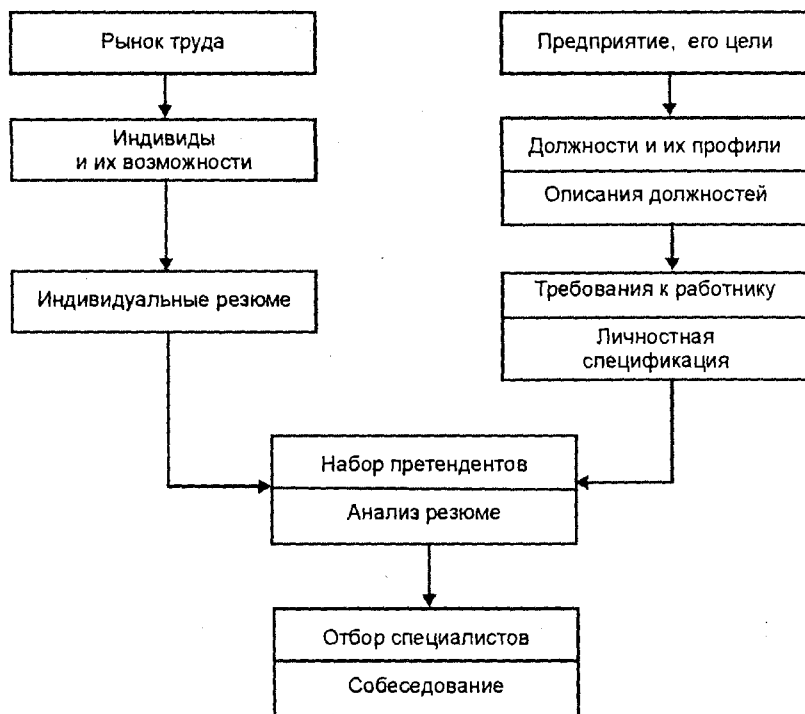 Рынок труда
Предприятие, его цели
Индивиды
и их возможности
Должности и их профили
Описания должностей
Индивидуальные резюме
Требования к работнику
Личностная
спецификация
Набор претендентов
Анализ резюме
Отбор специалистов
Собеседование